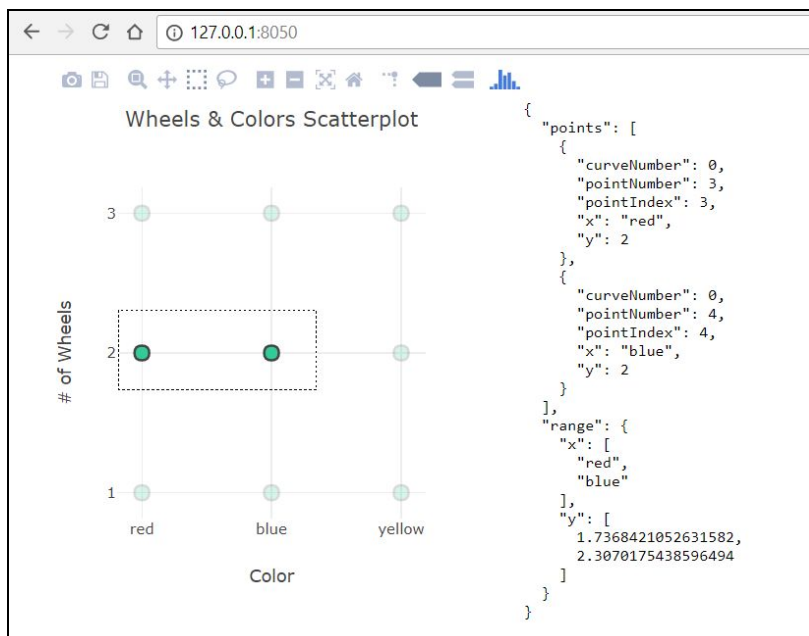 127.0.0.1:8050
Wheels & Colors Scatterplot
3
2
1
# of Wheels
red blue yellow
Color
{
  "points": [
    {
      "curveNumber": 0,
      "pointNumber": 3,
      "pointIndex": 3,
      "x": "red",
      "y": 2
    },
    {
      "curveNumber": 0,
      "pointNumber": 4,
      "pointIndex": 4,
      "x": "blue",
      "y": 2
    }
  ],
  "range": {
    "x": [
      "red",
      "blue"
    ],
    "y": [
      1.7368421052631582,
      2.3070175438596494
    ]
  }
}